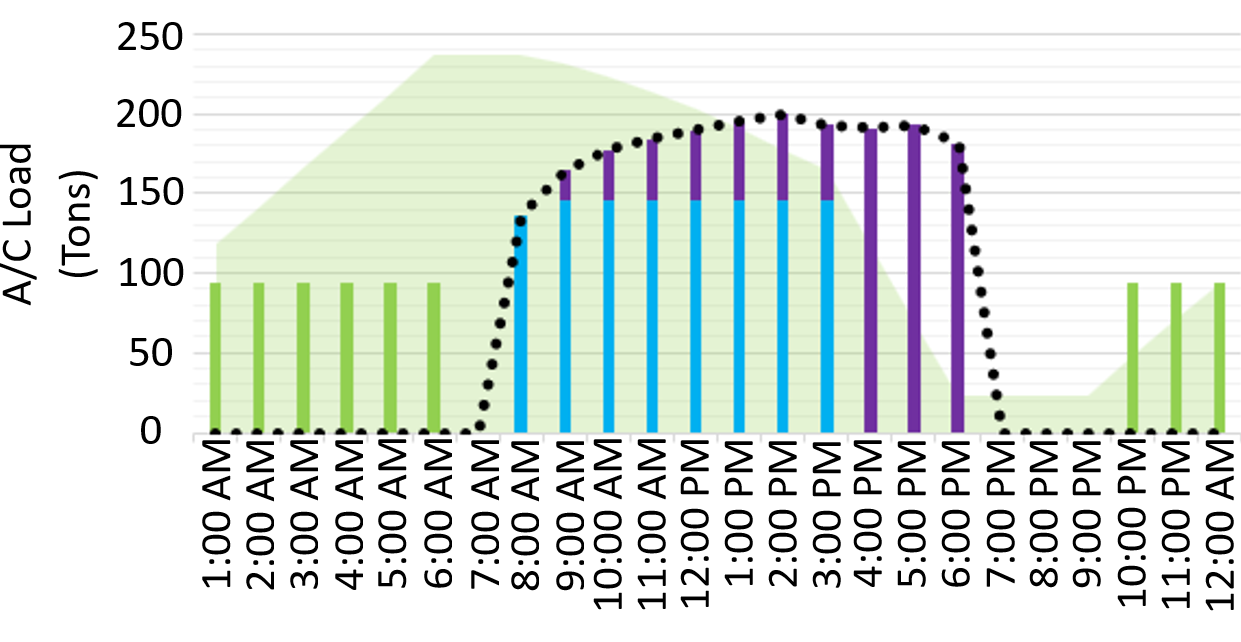 A/C Load
(Tons)
250
200
150
100
50
0
1:00 AM
2:00 AM
3:00 AM
4:00 AM
5:00 AM
6:00 AM
7:00 AM
8:00 AM
9:00 AM
10:00 AM
11:00 AM
12:00 PM
1:00 PM
2:00 PM
3:00 PM
4:00 PM
5:00 PM
6:00 PM
7:00 PM
8:00 PM
9:00 PM
10:00 PM
11:00 PM
12:00 AM